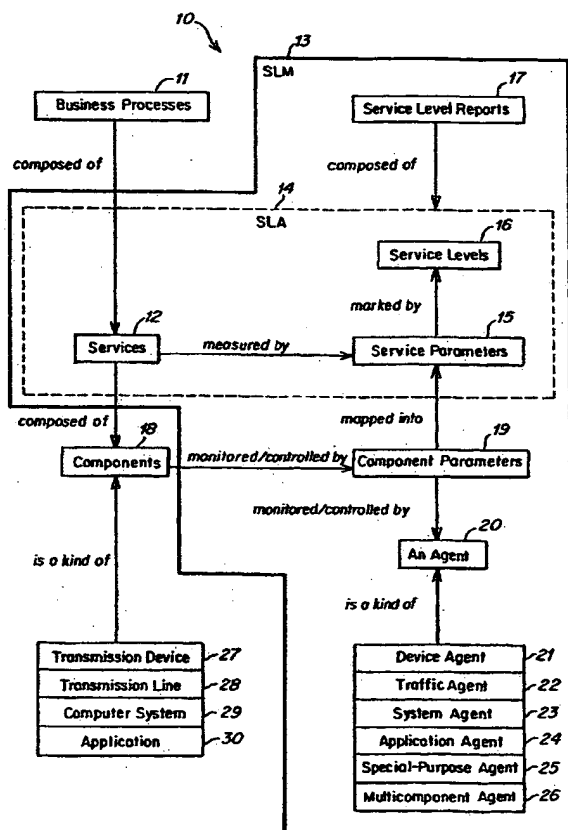 10
13
SLM
11
17
Business Processes
Service Level Reports
composed of
composed of
14
SLA
16
Service Levels
marked by
12
15
Services
measured by
Service Parameters
composed of
mapped into
18
19
Components
monitored/controlled by
Component Parameters
monitored/controlled by
20
An Agent
is a kind of
is a kind of
Transmission Device 27
Transmission Line 28
Computer System 29
Application 30
Device Agent 21
Traffic Agent 22
System Agent 23
Application Agent 24
Special-Purpose Agent 25
Multicomponent Agent 26